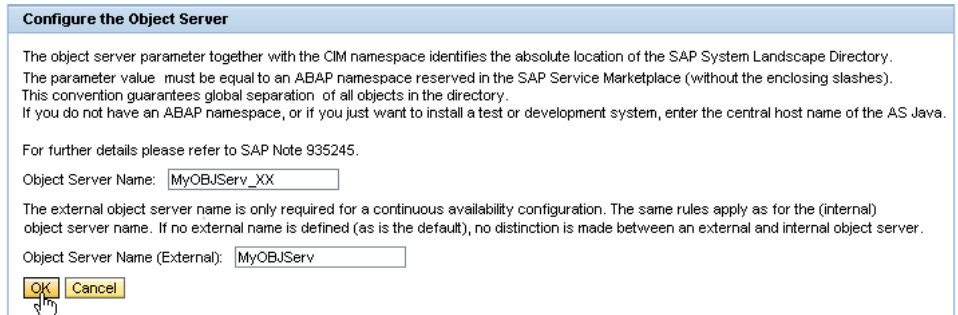 Configure the Object Server
The object server parameter together with the CIM namespace identifies the absolute location of the SAP System Landscape Directory.
The parameter value must be equal to an ABAP namespace reserved in the SAP Service Marketplace (without the enclosing slashes).
This convention guarantees global separation of all objects in the directory.
If you do not have an ABAP namespace, or if you just want to install a test or development system, enter the central host name of the AS Java.
For further details please refer to SAP Note 935245.
Object Server Name: MyOBJServ_XX
The external object server name is only required for a continuous availability configuration. The same rules apply as for the (internal)
object server name. If no external name is defined (as is the default), no distinction is made between an external and internal object server.
Object Server Name (External): MyOBJServ
OK Cancel